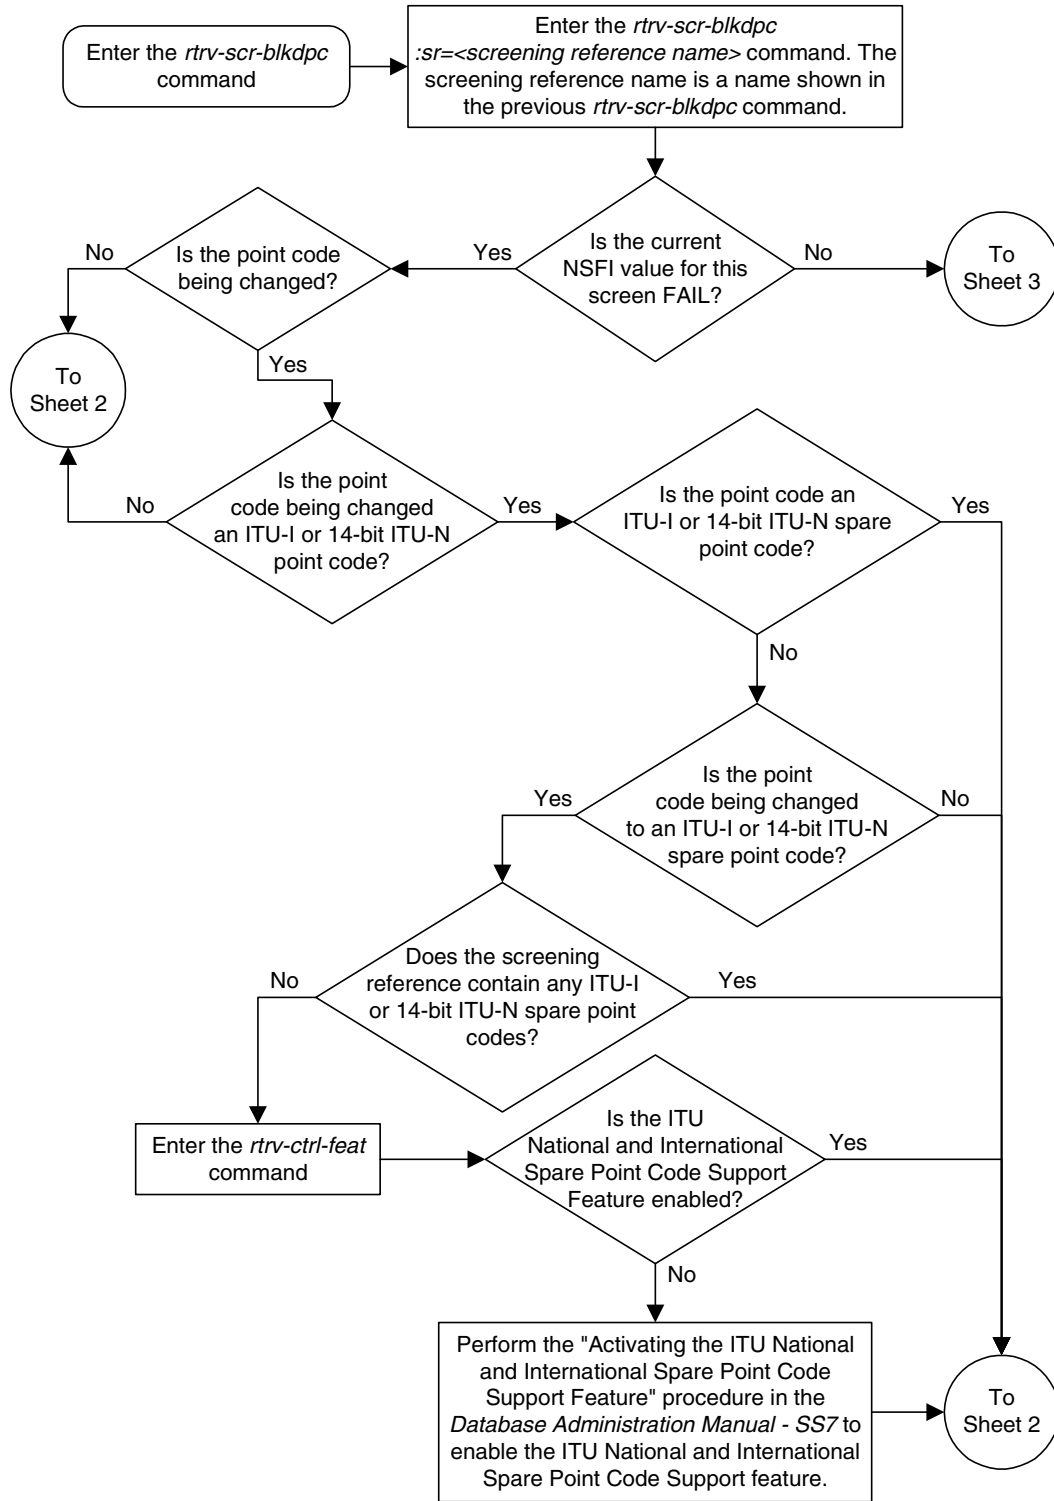 Enter the rtrv-scr-blkdpc
command
Enter the rtrv-scr-blkdpc
:sr=<screening reference name> command. The
screening reference name is a name shown in
the previous rtrv-scr-blkdpc command.
Is the current
NSFI value for this
screen FAIL?
Yes
No
To
Sheet 3
Is the point code
being changed?
No
Yes
To
Sheet 2
Is the point
code being changed
an ITU-I or 14-bit ITU-N
point code?
No
Yes
Is the point code an
ITU-I or 14-bit ITU-N spare
point code?
Yes
No
Is the point
code being changed
to an ITU-I or 14-bit ITU-N
spare point code?
Yes
No
Does the screening
reference contain any ITU-I
or 14-bit ITU-N spare point
codes?
No
Yes
Enter the rtrv-ctrl-feat
command
Is the ITU
National and International
Spare Point Code Support
Feature enabled?
Yes
No
Perform the "Activating the ITU National
and International Spare Point Code
Support Feature" procedure in the
Database Administration Manual - SS7 to
enable the ITU National and International
Spare Point Code Support feature.
To
Sheet 2